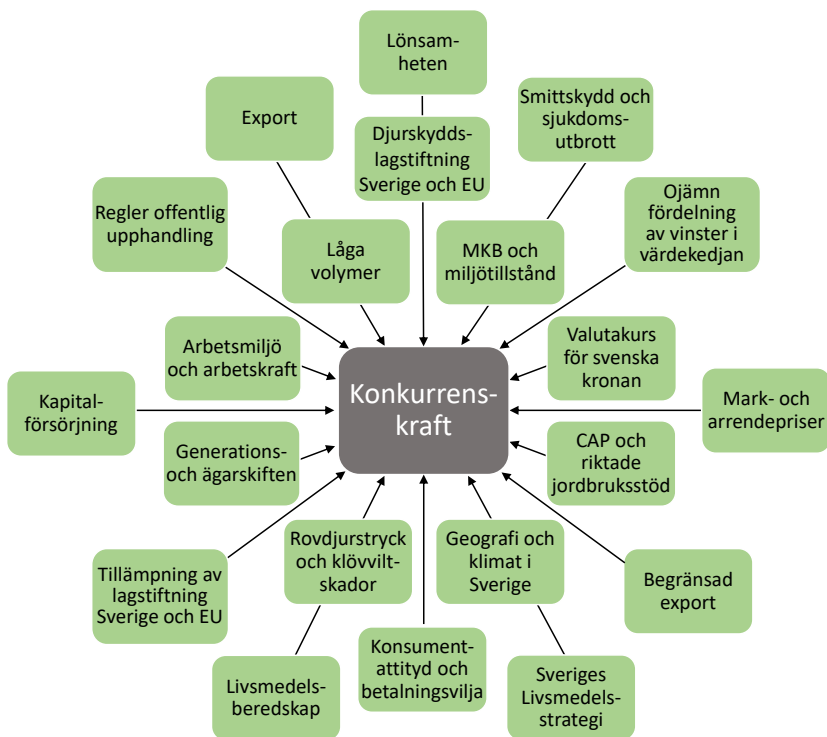 Lönsam-
heten
Export
Smittskydd och
sjukdoms-
utbrott
Djurskydds-
lagstiftning
Sverige och EU
Regler offentlig
upphandling
Ojämn
fördelning
av vinster i
värdekedjan
Låga
volymer
MKB och
miljötillstånd
Arbetsmiljö
och arbetskraft
Valutakurs
för svenska
kronan
Konkurrens-
kraft
Kapital-
försörjning
Mark- och
arrendepriser
Generations-
och ägarskiften
CAP och
riktade
jordbruksstöd
Tillämpning av
lagstiftning
Sverige och EU
Rovdjurstryck
och klövvilt-
skador
Geografi och
klimat i
Sverige
Begränsad
export
Livsmedels-
beredskap
Konsument-
attityd och
betalningsvilja
Sveriges
Livsmedels-
strategi